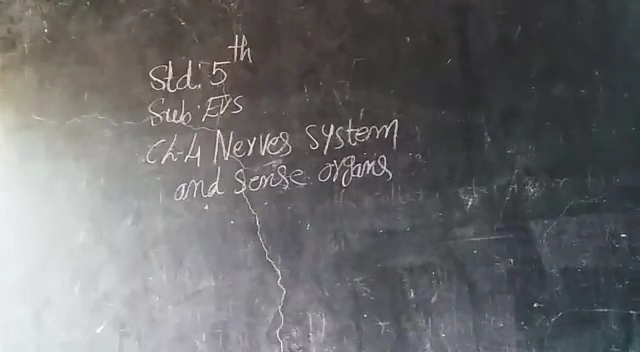 Std: 5th
Sub: EVS
Ch-4 Nerves system
and Sense organs